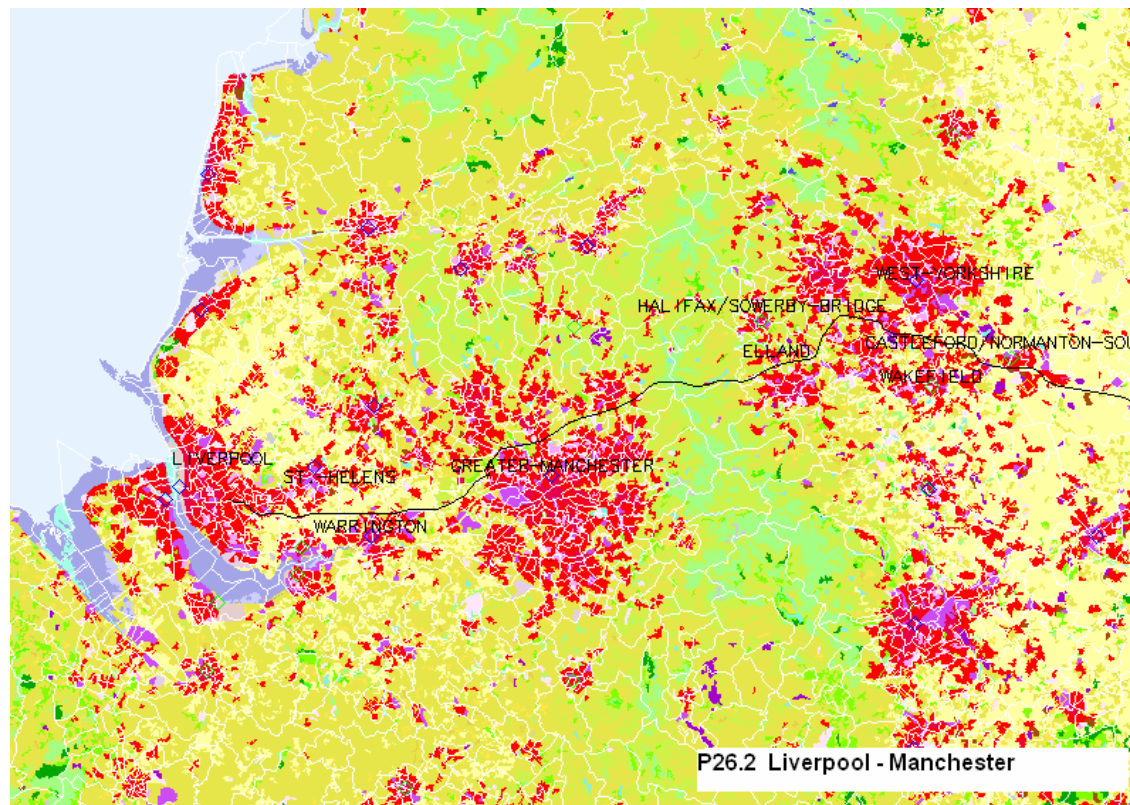 WEST-YORKSHIRE
HALIFAX/SOWERBY-BRIDGE
ELLAND
CASTLEFORD/NORMANTON-SOU
WAKEFIELD
LIVERPOOL
ST.-HELENS
GREATER-MANCHESTER
WARRINGTON
P26.2 Liverpool - Manchester